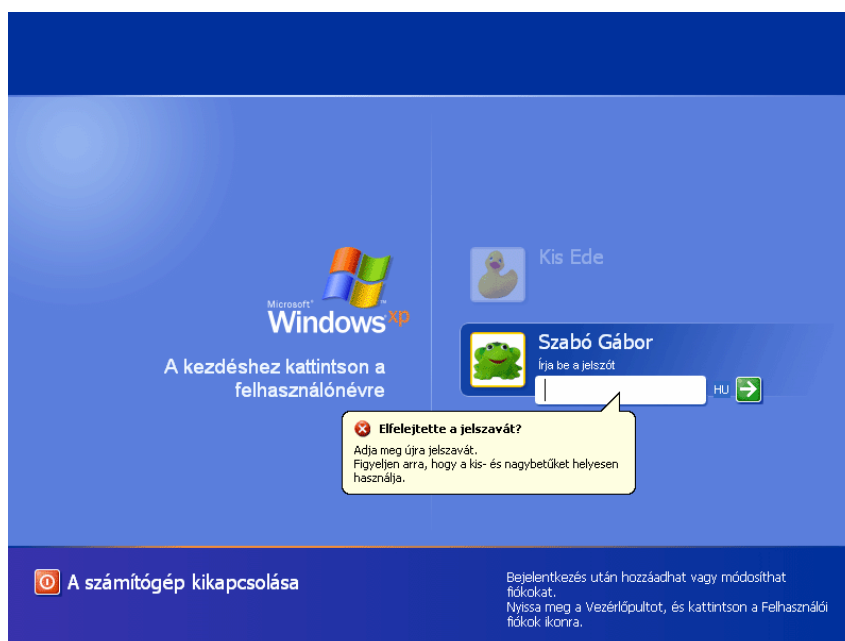 Microsoft®
Windows xp
A kezdéshez kattintson a
felhasználónévre
Kis Ede
Szabó Gábor
Írja be a jelszót
HU
Elfelejtette a jelszavát?
Adja meg újra jelszavát.
Figyeljen arra, hogy a kis- és nagybetűket helyesen
használja.
A számítógép kikapcsolása
Bejelentkezés után hozzáadhat vagy módosíthat
fiókokat.
Nyissa meg a Vezérlőpultot, és kattintson a Felhasználói
fiókok ikonra.